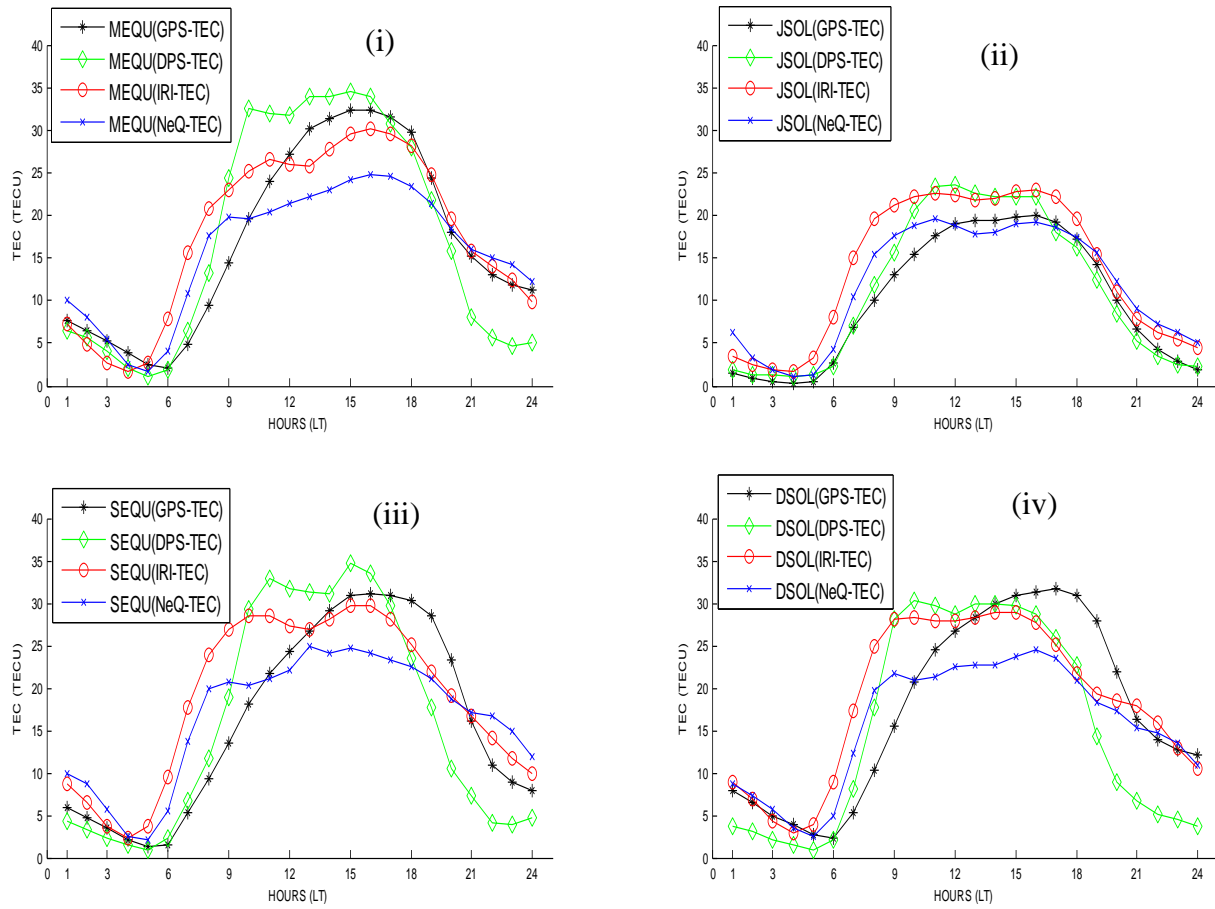 MEQU(GPS-TEC)
MEQU(DPS-TEC)
MEQU(IRI-TEC)
MEQU(NeQ-TEC)
(i)
TEC (TECU)
40
35
30
25
20
15
10
5
0
0 1 3 6 9 12 15 18 21 24
HOURS (LT)
JSOL(GPS-TEC)
JSOL(DPS-TEC)
JSOL(IRI-TEC)
JSOL(NeQ-TEC)
(ii)
TEC (TECU)
40
35
30
25
20
15
10
5
0
0 1 3 6 9 12 15 18 21 24
HOURS (LT)
SEQU(GPS-TEC)
SEQU(DPS-TEC)
SEQU(IRI-TEC)
SEQU(NeQ-TEC)
(iii)
TEC (TECU)
40
35
30
25
20
15
10
5
0
0 1 3 6 9 12 15 18 21 24
HOURS (LT)
DSOL(GPS-TEC)
DSOL(DPS-TEC)
DSOL(IRI-TEC)
DSOL(NeQ-TEC)
(iv)
TEC (TECU)
40
35
30
25
20
15
10
5
0
0 1 3 6 9 12 15 18 21 24
HOURS (LT)